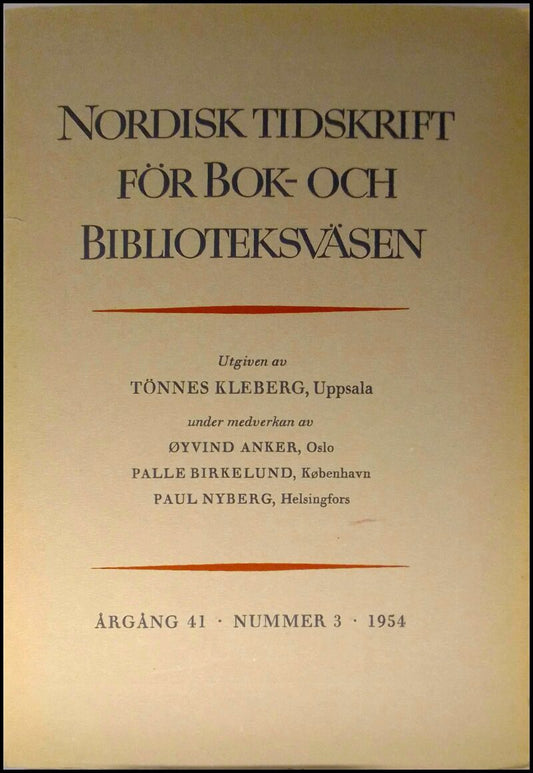 NORDISK TIDSKRIFT
FÖR BOK- OCH
BIBLIOTEKSVÄSEN
Utgiven av
TÖNNES KLEBERG, Uppsala
under medverkan av
ØYVIND ANKER, Oslo
PALLE BIRKELUND, København
PAUL NYBERG, Helsingfors
ÅRGÅNG 41 · NUMMER 3 · 1954